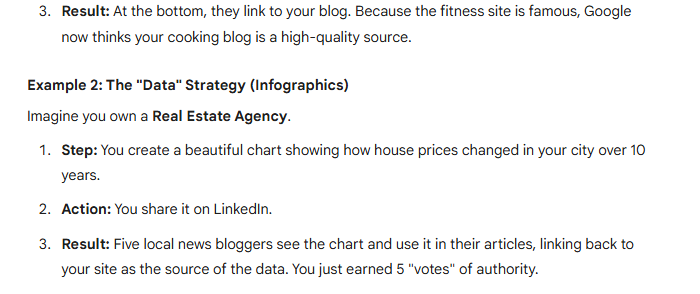 3. Result: At the bottom, they link to your blog. Because the fitness site is famous, Google
now thinks your cooking blog is a high-quality source.
Example 2: The "Data" Strategy (Infographics)
Imagine you own a Real Estate Agency.
1. Step: You create a beautiful chart showing how house prices changed in your city over 10
years.
2. Action: You share it on LinkedIn.
3. Result: Five local news bloggers see the chart and use it in their articles, linking back to
your site as the source of the data. You just earned 5 "votes" of authority.